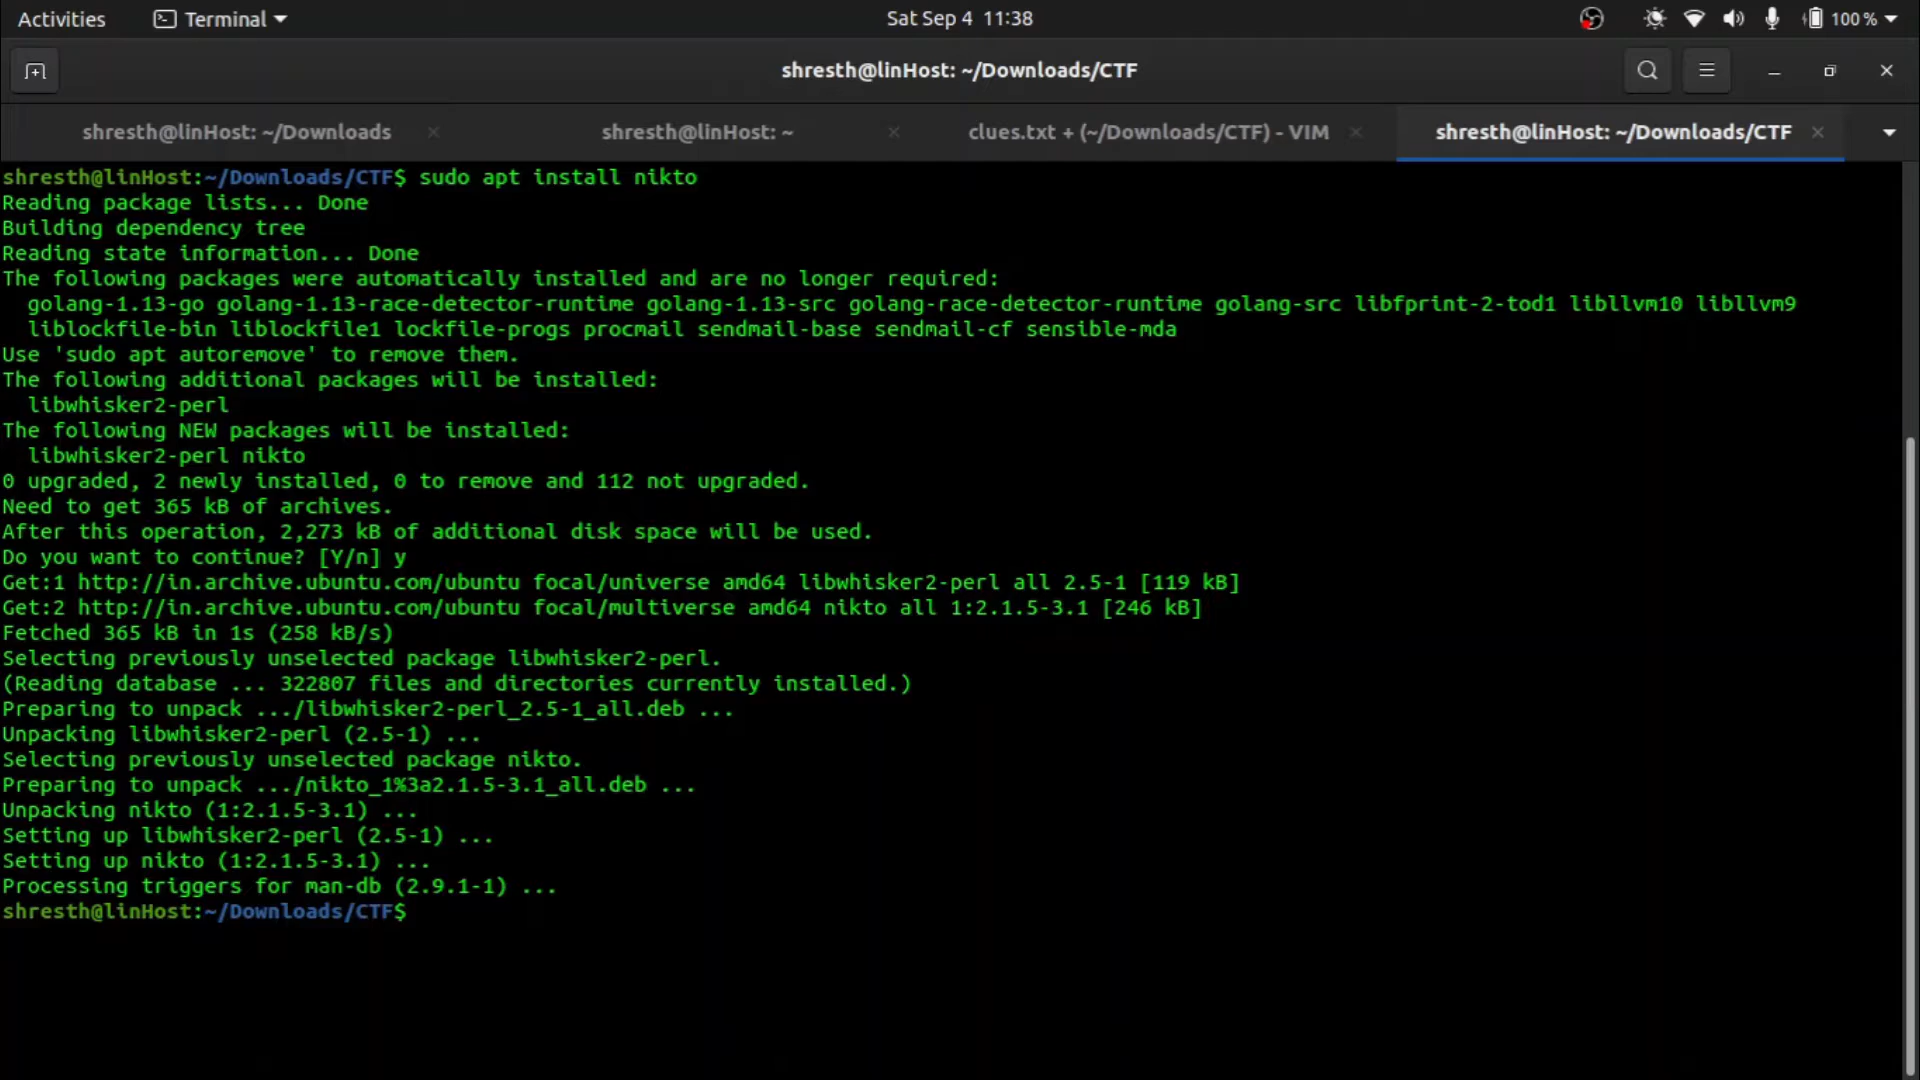 Activities Terminal Sat Sep 4 11:38 100 %
shresth@linHost: ~/Downloads/CTF
shresth@linHost: ~/Downloads shresth@linHost: ~ clues.txt + (~/Downloads/CTF) - VIM shresth@linHost: ~/Downloads/CTF
shresth@linHost:~/Downloads/CTF$ sudo apt install nikto
Reading package lists... Done
Building dependency tree
Reading state information... Done
The following packages were automatically installed and are no longer required:
  golang-1.13-go golang-1.13-race-detector-runtime golang-1.13-src golang-race-detector-runtime golang-src libfprint-2-tod1 libllvm10 libllvm9
  liblockfile-bin liblockfile1 lockfile-progs procmail sendmail-base sendmail-cf sensible-mda
Use 'sudo apt autoremove' to remove them.
The following additional packages will be installed:
  libwhisker2-perl
The following NEW packages will be installed:
  libwhisker2-perl nikto
0 upgraded, 2 newly installed, 0 to remove and 112 not upgraded.
Need to get 365 kB of archives.
After this operation, 2,273 kB of additional disk space will be used.
Do you want to continue? [Y/n] y
Get:1 http://in.archive.ubuntu.com/ubuntu focal/universe amd64 libwhisker2-perl all 2.5-1 [119 kB]
Get:2 http://in.archive.ubuntu.com/ubuntu focal/multiverse amd64 nikto all 1:2.1.5-3.1 [246 kB]
Fetched 365 kB in 1s (258 kB/s)
Selecting previously unselected package libwhisker2-perl.
(Reading database ... 322807 files and directories currently installed.)
Preparing to unpack .../libwhisker2-perl_2.5-1_all.deb ...
Unpacking libwhisker2-perl (2.5-1) ...
Selecting previously unselected package nikto.
Preparing to unpack .../nikto_1%3a2.1.5-3.1_all.deb ...
Unpacking nikto (1:2.1.5-3.1) ...
Setting up libwhisker2-perl (2.5-1) ...
Setting up nikto (1:2.1.5-3.1) ...
Processing triggers for man-db (2.9.1-1) ...
shresth@linHost:~/Downloads/CTF$